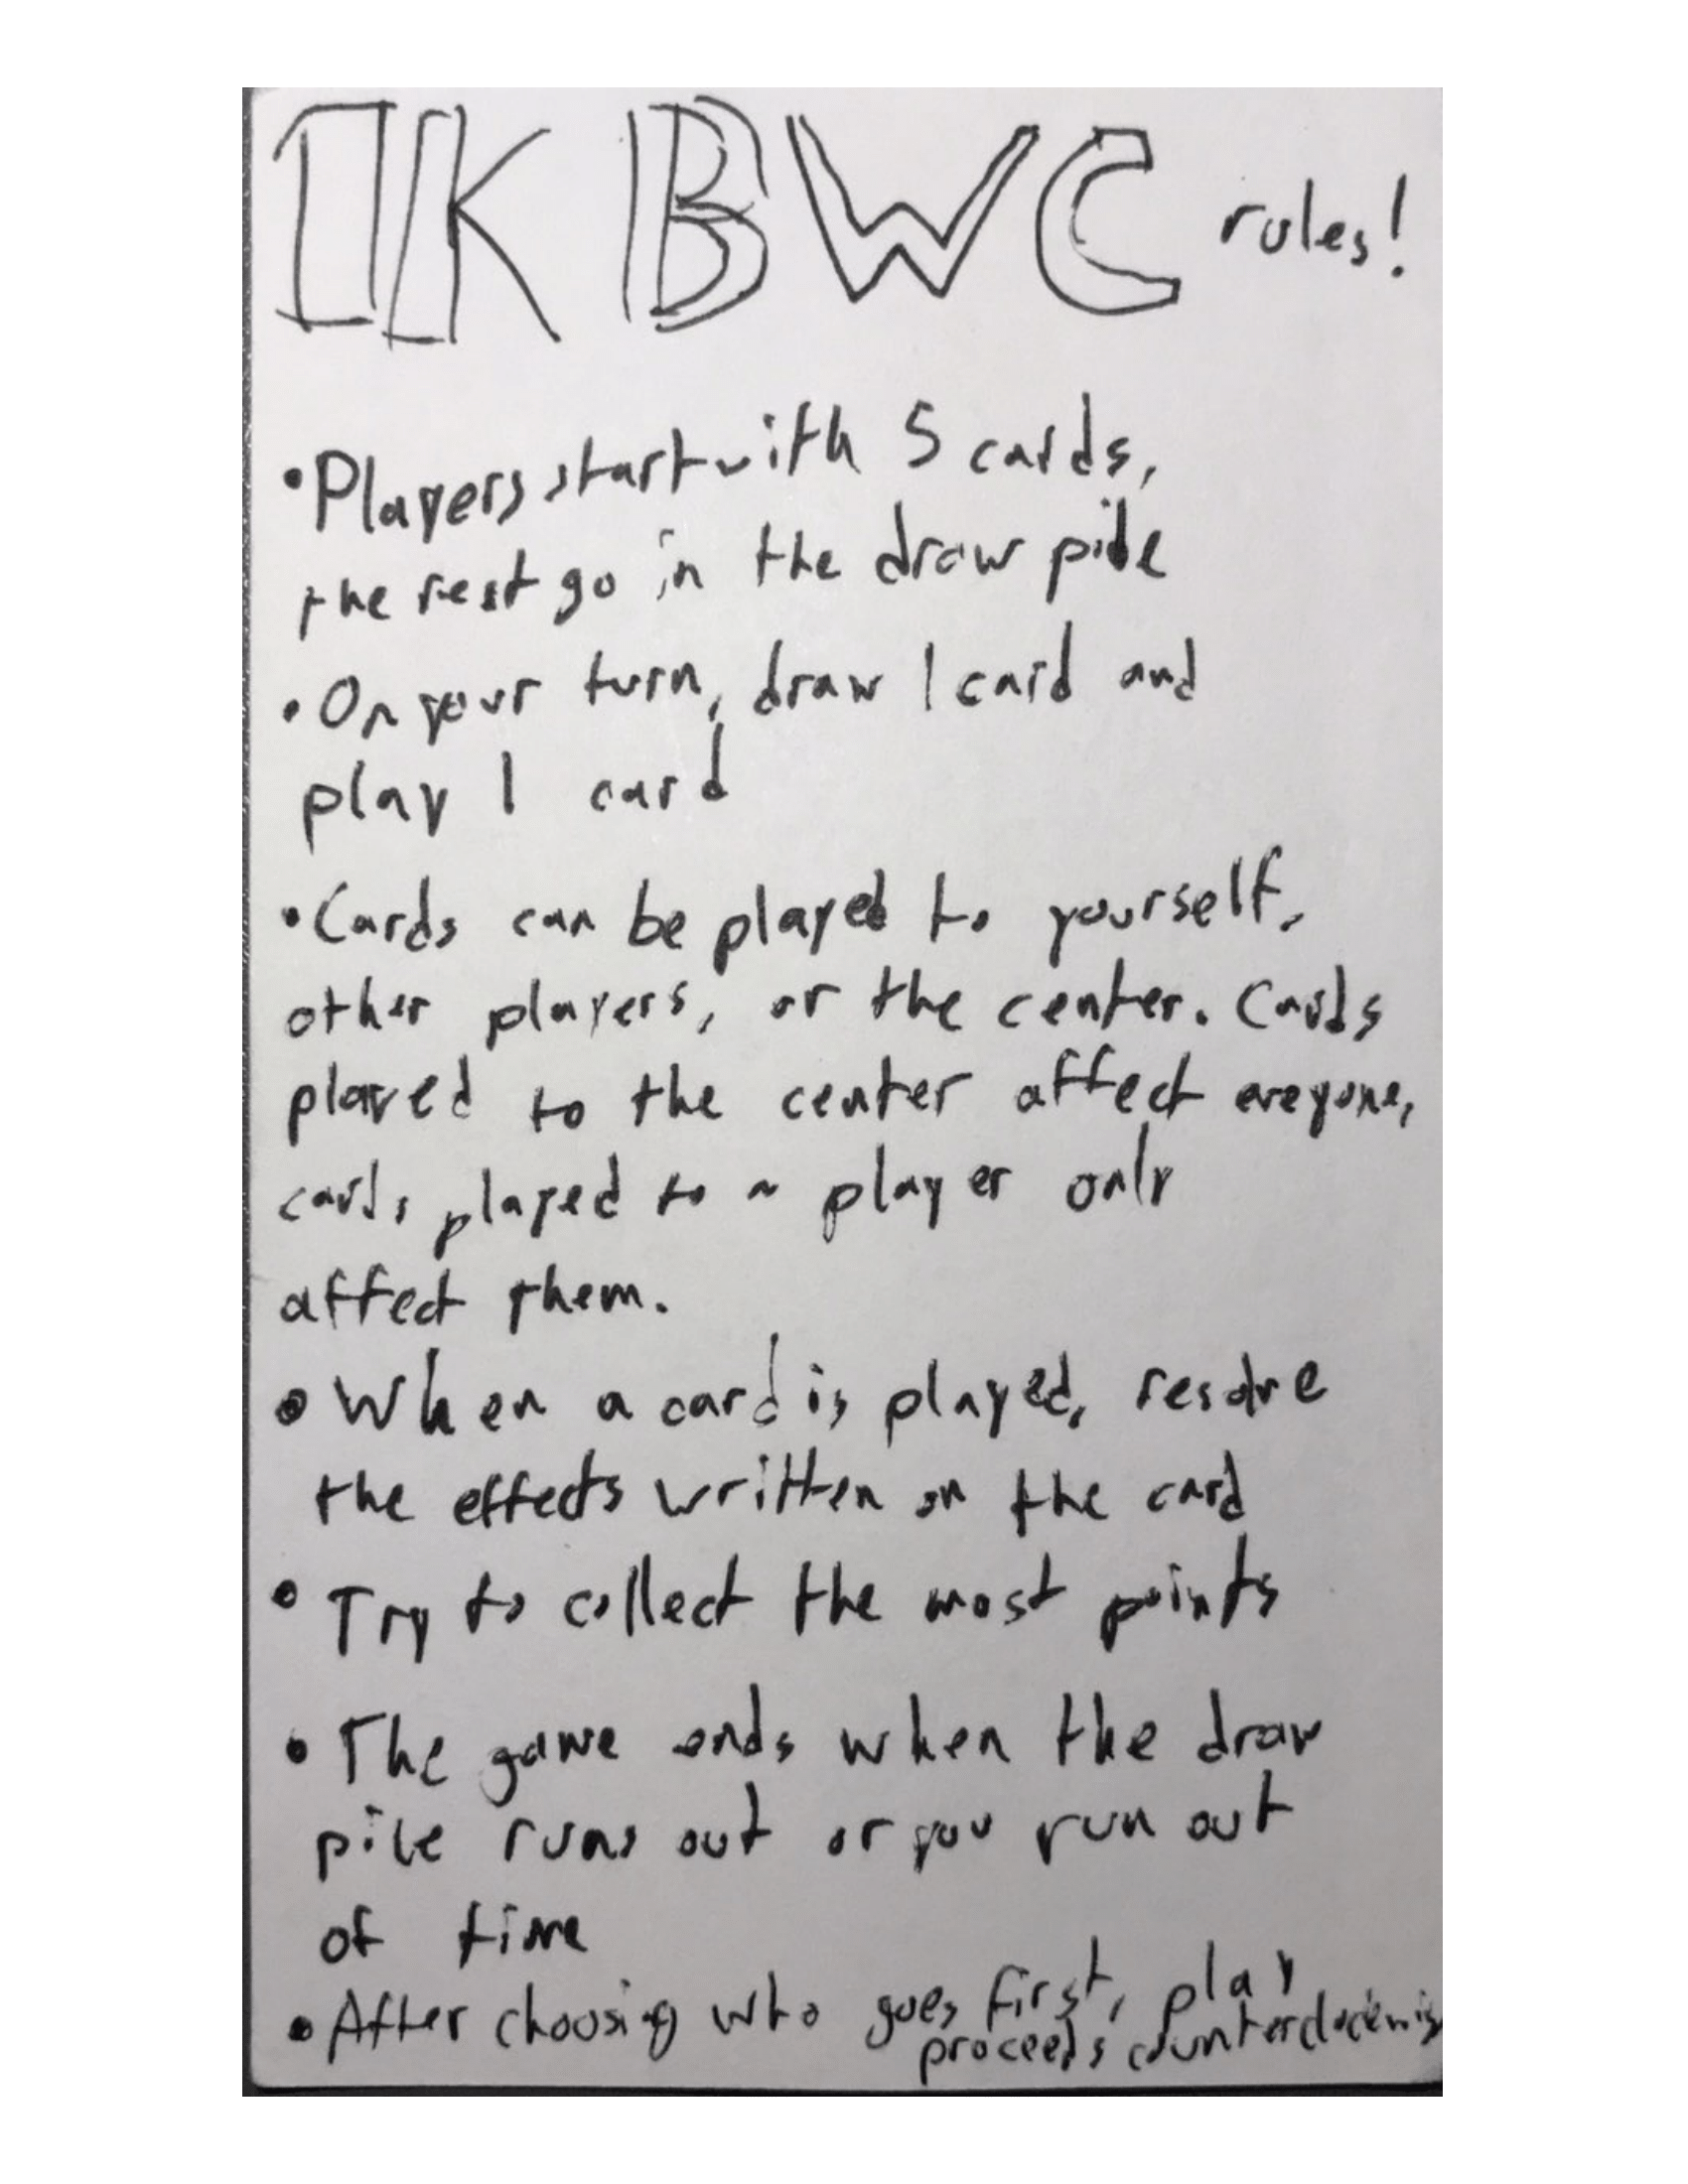 IKBWC rules!
• Players start with 5 cards,
the rest go in the draw pile
• On your turn, draw 1 card and
play 1 card
• Cards can be played to yourself,
other players, or the center. Cards
played to the center affect everyone,
cards played to a player only
affect them.
• When a card is played, resolve
the effects written on the card
• Try to collect the most points
• The game ends when the draw
pile runs out or you run out
of time
• After choosing who goes first, play
proceeds counterclockwis